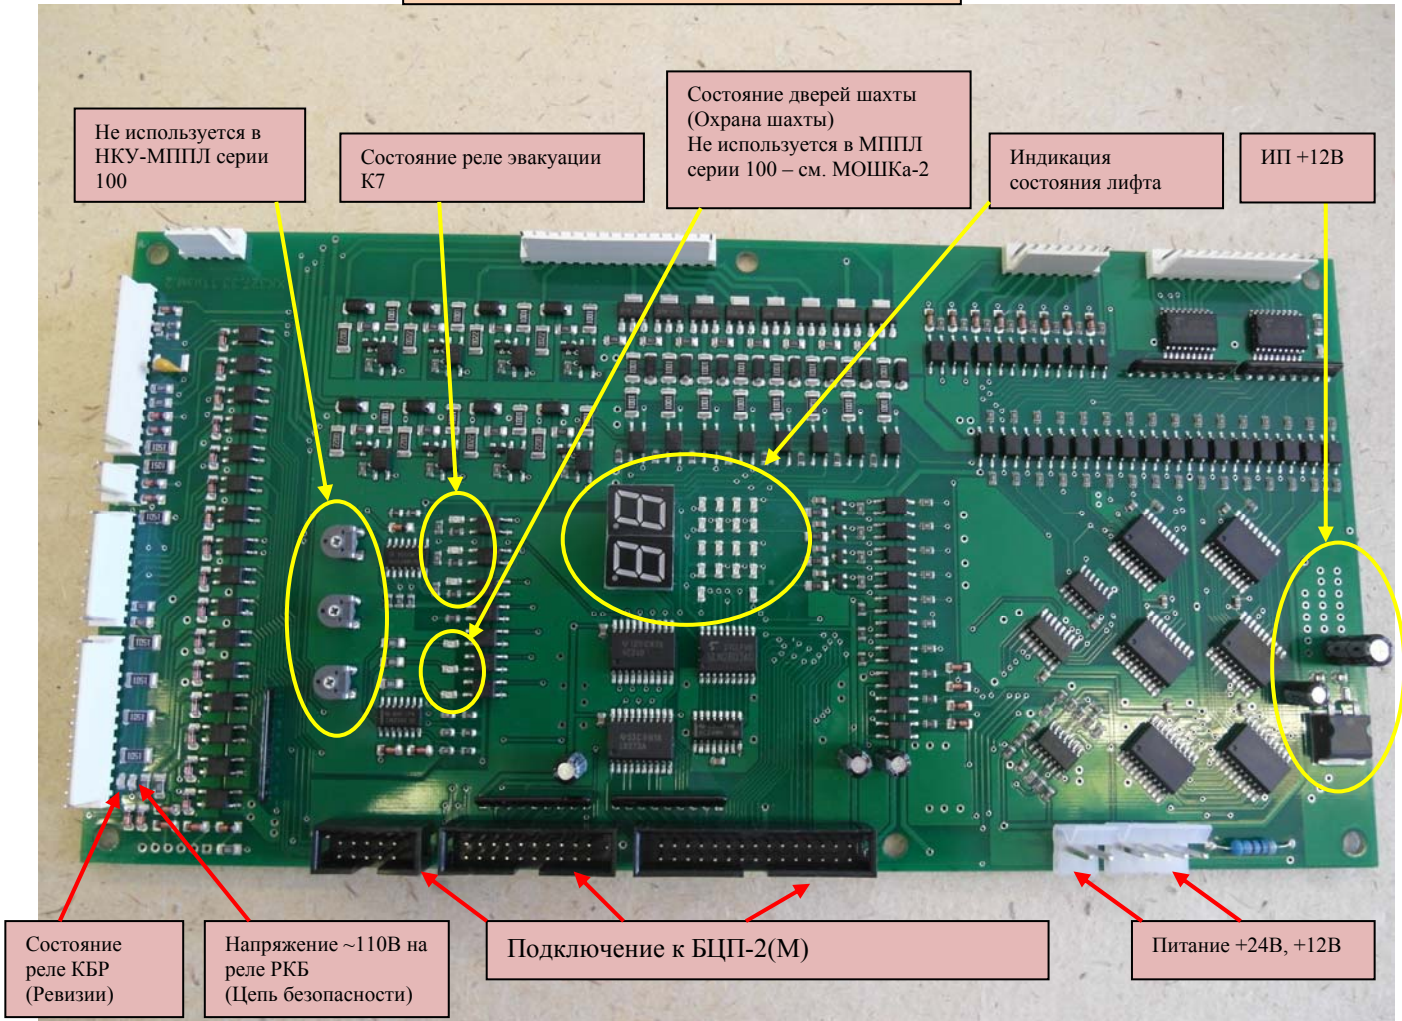 Не используется в
НКУ-МППЛ серии
100
Состояние реле эвакуации
К7
Состояние дверей шахты
(Охрана шахты)
Не используется в МППЛ
серии 100 – см. МОШКа-2
Индикация
состояния лифта
ИП +12В
Состояние
реле КБР
(Ревизии)
Напряжение ~110В на
реле РКБ
(Цепь безопасности)
Подключение к БЦП-2(М)
Питание +24В, +12В